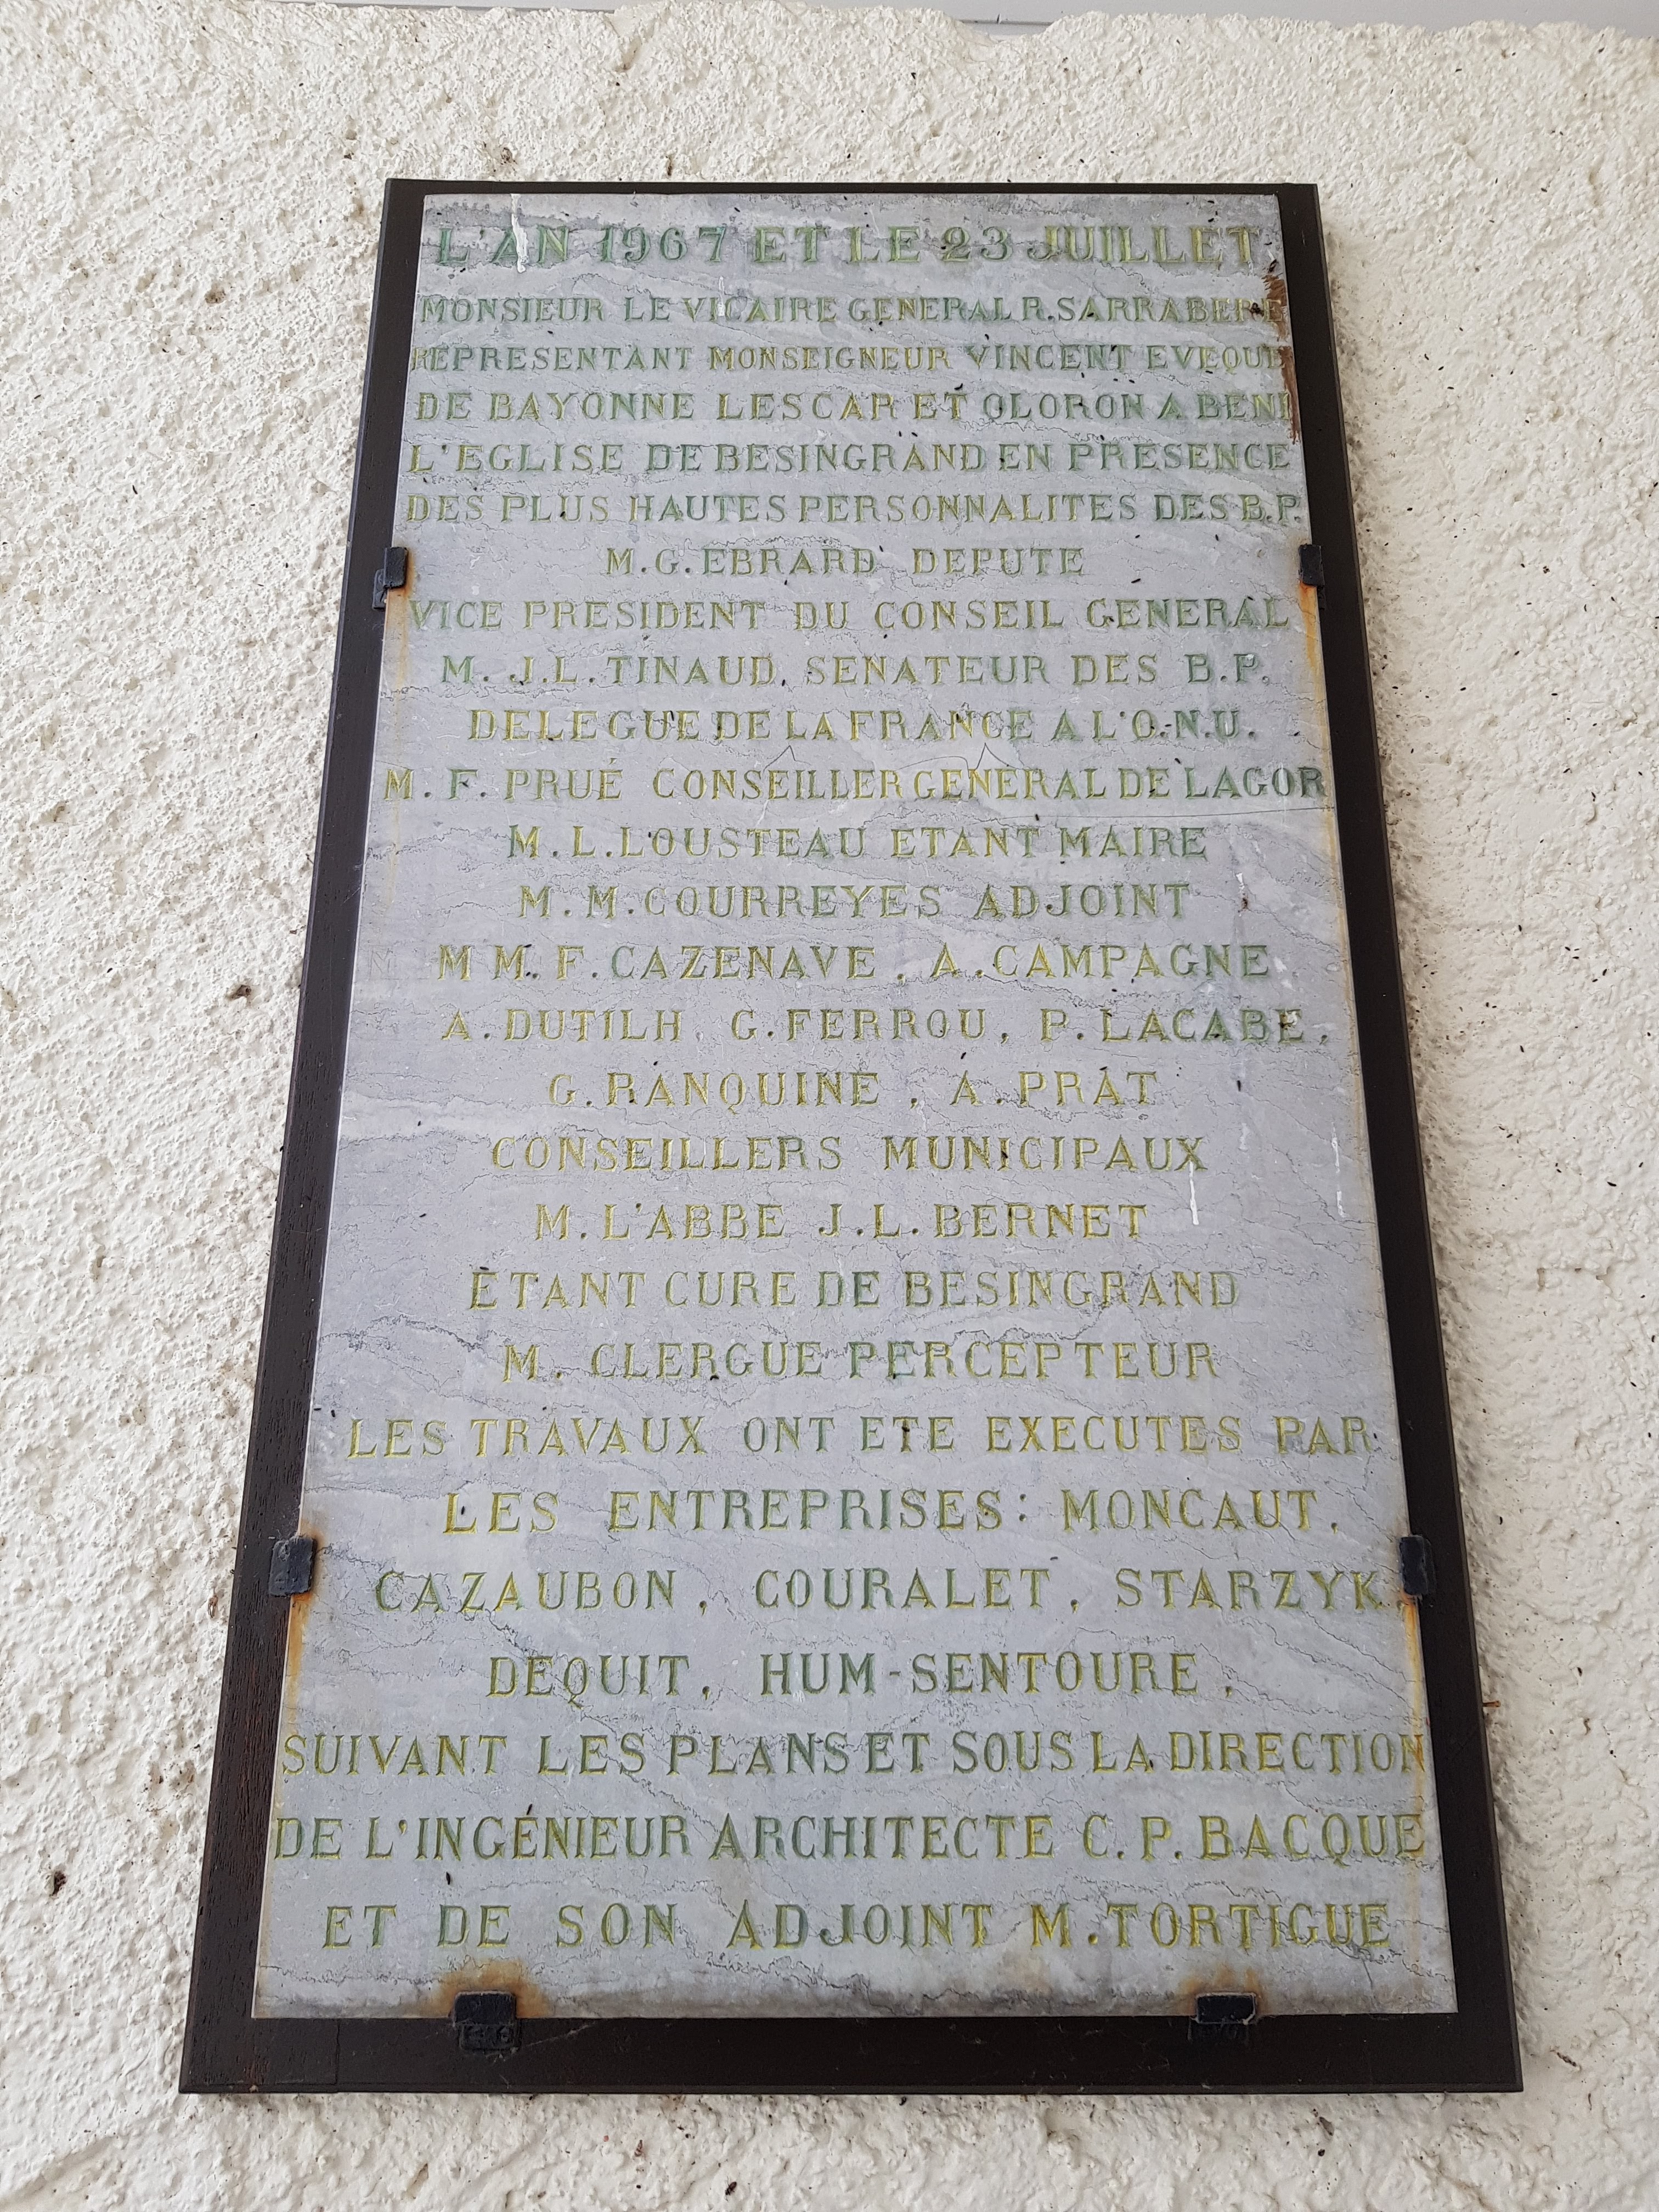 L'AN 1967 ET LE 23 JUILLET
MONSIEUR LE VICAIRE GENERAL R. SARRABERE
REPRESENTANT MONSEIGNEUR VINCENT EVEQUE
DE BAYONNE LESCAR ET OLORON A BENI
L'EGLISE DE BESINGRAND EN PRESENCE
DES PLUS HAUTES PERSONNALITES DES B.P.
M.G. EBRARD DEPUTE
VICE PRESIDENT DU CONSEIL GENERAL
M. J.L. TINAUD, SENATEUR DES B.P.
DELEGUE DE LA FRANCE A L'O.N.U.
M. F. PRUÉ CONSEILLER GENERAL DE LAGOR
M. L. LOUSTEAU ETANT MAIRE
M. M. COURREYES ADJOINT
M M. F. CAZENAVE, A. CAMPAGNE
A. DUTILH, G. FERROU, P. LACABE,
G. RANQUINE, A. PRAT
CONSEILLERS MUNICIPAUX
M. L'ABBE J.L. BERNET
ETANT CURE DE BESINGRAND
M. CLERGUE PERCEPTEUR
LES TRAVAUX ONT ETE EXECUTES PAR
LES ENTREPRISES: MONCAUT,
CAZAUBON, COURALET, STARZYK,
DEQUIT, HUM-SENTOURE,
SUIVANT LES PLANS ET SOUS LA DIRECTION
DE L'INGÉNIEUR ARCHITECTE C. P. BACQUE
ET DE SON ADJOINT M. TORTIGUE